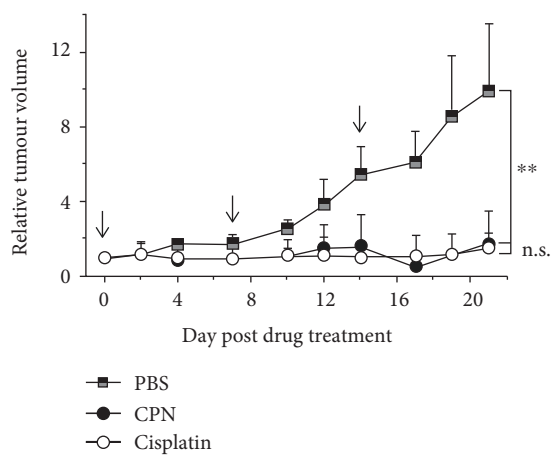 Relative tumour volume
12
8
4
0
**
n.s.
0 4 8 12 16 20
Day post drug treatment
PBS
CPN
Cisplatin